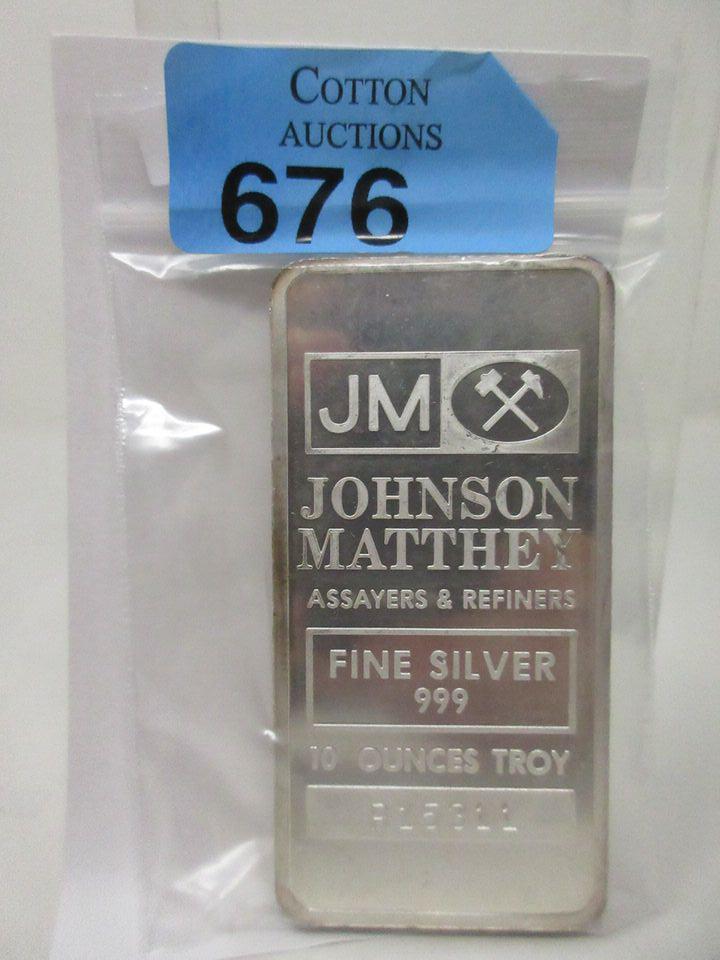 COTTON
AUCTIONS
676
JM
JOHNSON
MATTHEY
ASSAYERS & REFINERS
FINE SILVER
999
10 OUNCES TROY